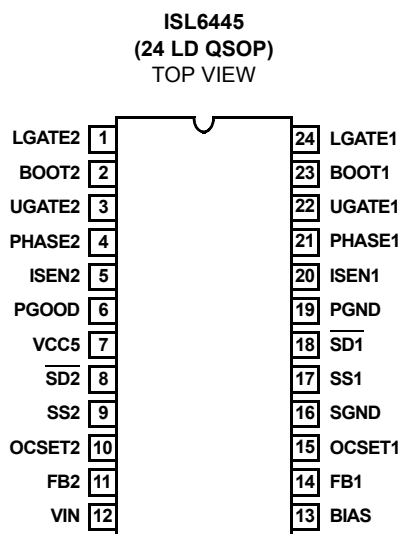 ISL6445
(24 LD QSOP)
TOP VIEW
LGATE2 1 24 LGATE1
BOOT2 2 23 BOOT1
UGATE2 3 22 UGATE1
PHASE2 4 21 PHASE1
ISEN2 5 20 ISEN1
PGOOD 6 19 PGND
VCC5 7 18 SD1
SD2 8 17 SS1
SS2 9 16 SGND
OCSET2 10 15 OCSET1
FB2 11 14 FB1
VIN 12 13 BIAS